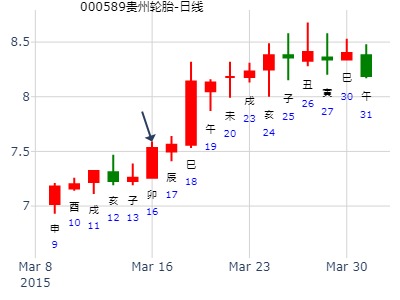 000589贵州轮胎-日线
8.5
8
7.5
7
申
9
酉
10
戌
11
亥
12
子
13
卯
16
辰
17
巳
18
午
19
未
20
戌
23
亥
24
子
25
丑
26
寅
27
巳
30
午
31
Mar 8
2015
Mar 16
Mar 23
Mar 30